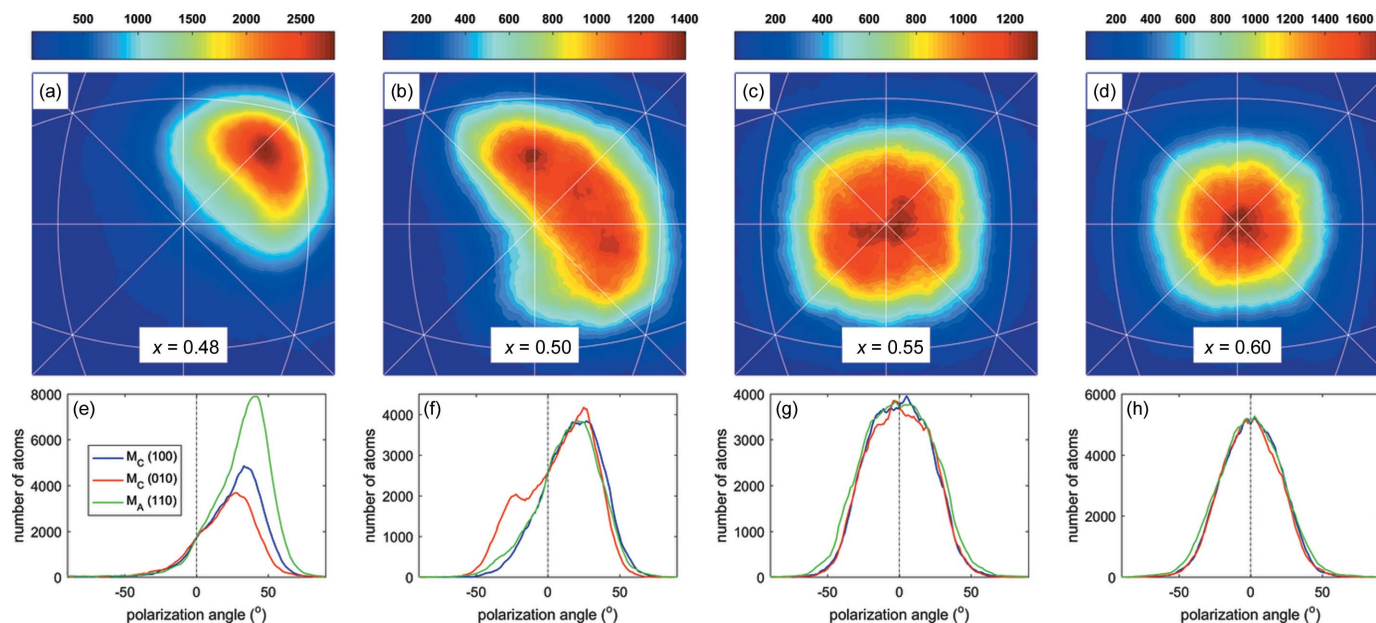 500 1000 1500 2000 2500
200 400 600 800 1000 1200 1400
200 400 600 800 1000 1200
200 400 600 800 1000 1200 1400 1600
(a) (b) (c) (d)
x = 0.48 x = 0.50 x = 0.55 x = 0.60
(e)
8000
6000
4000
2000
0
-50 0 50
number of atoms
polarization angle (°)
M_C (100)
M_C (010)
M_A (110)
(f)
4000
3000
2000
1000
0
-50 0 50
number of atoms
polarization angle (°)
(g)
4000
3000
2000
1000
0
-50 0 50
number of atoms
polarization angle (°)
(h)
6000
4000
2000
0
-50 0 50
number of atoms
polarization angle (°)